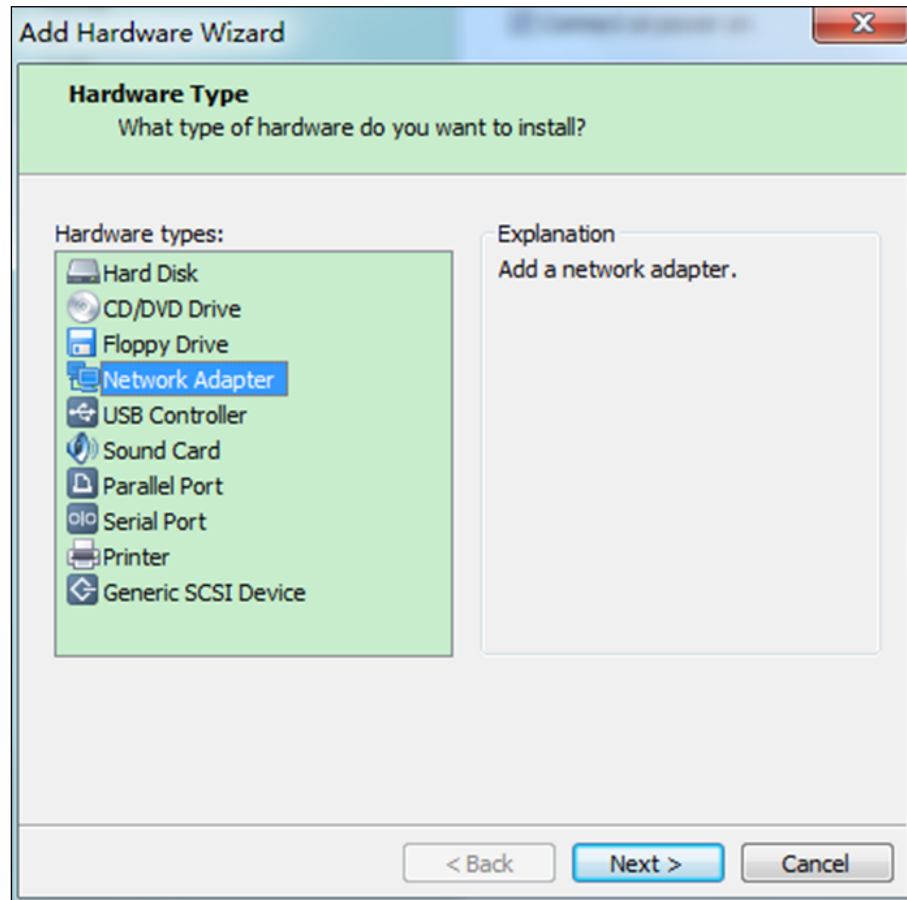 Add Hardware Wizard
Hardware Type
What type of hardware do you want to install?
Hardware types:
Hard Disk
CD/DVD Drive
Floppy Drive
Network Adapter
USB Controller
Sound Card
Parallel Port
Serial Port
Printer
Generic SCSI Device
Explanation
Add a network adapter.
< Back
Next >
Cancel